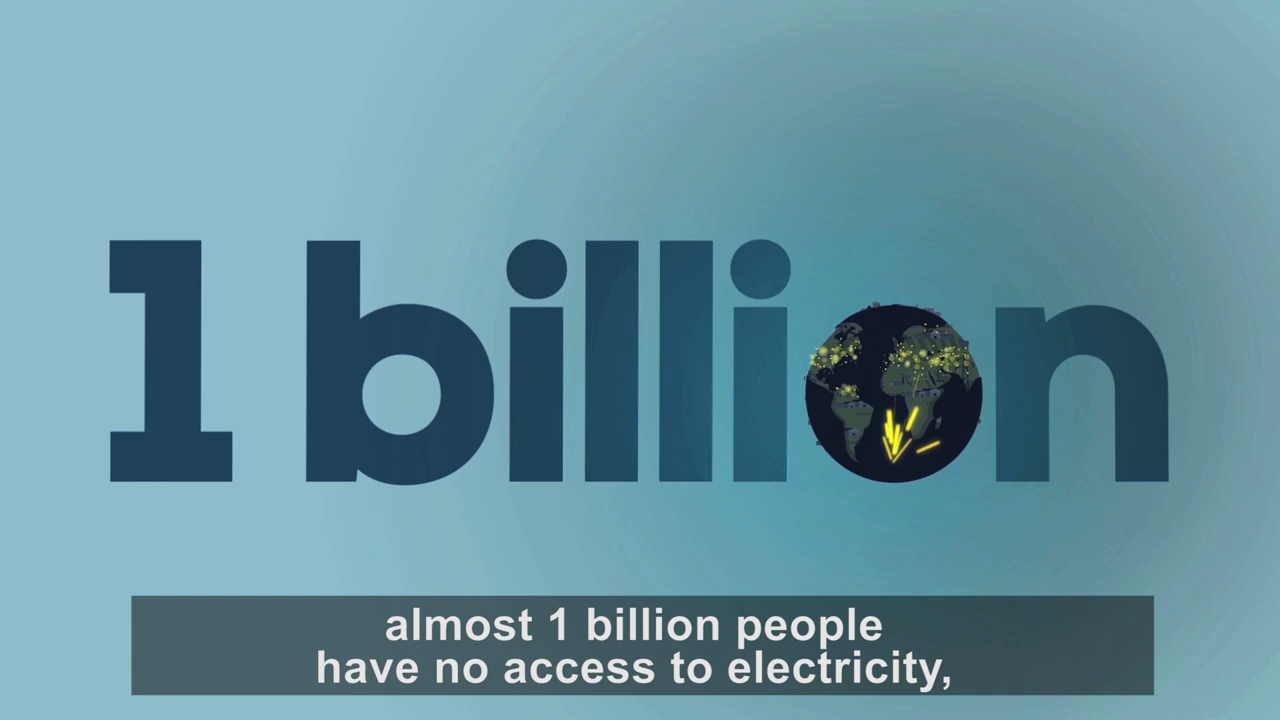 1 billion
almost 1 billion people
have no access to electricity,